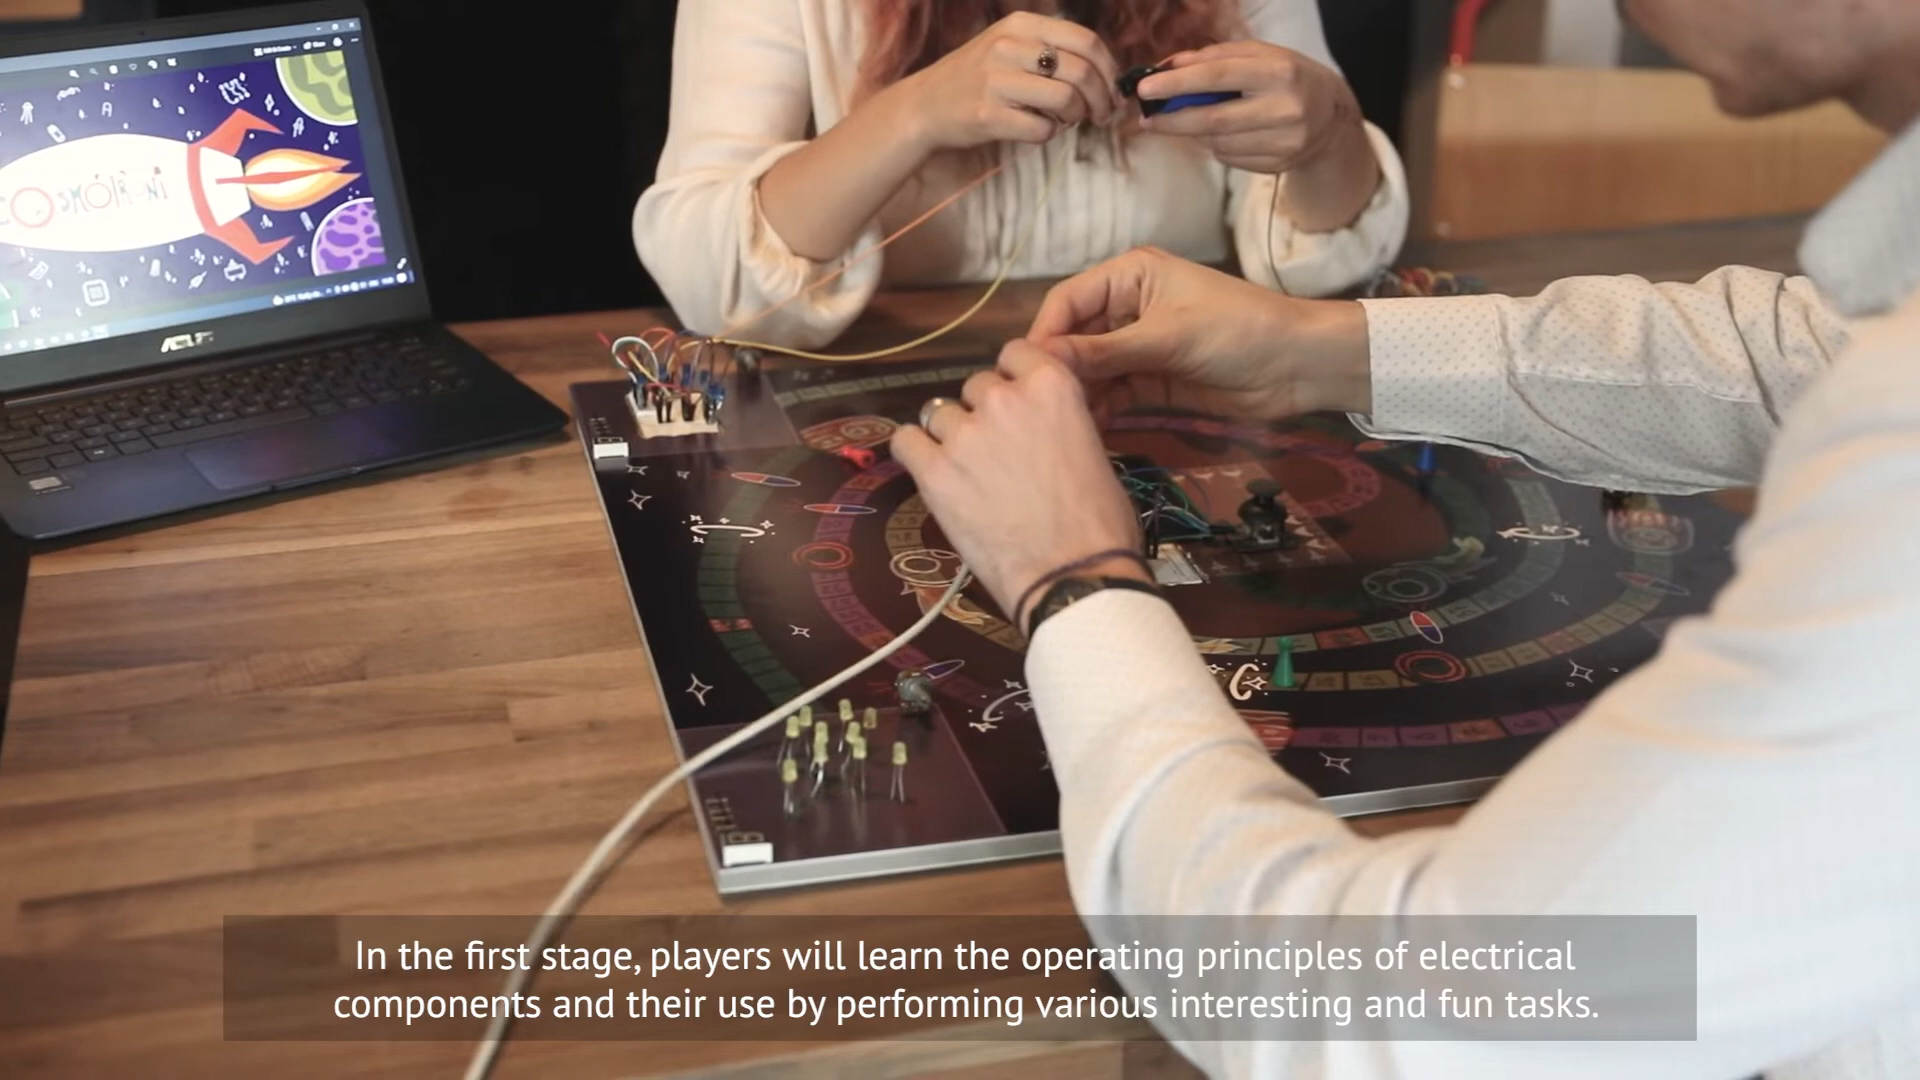 ASUS
In the first stage, players will learn the operating principles of electrical
components and their use by performing various interesting and fun tasks.